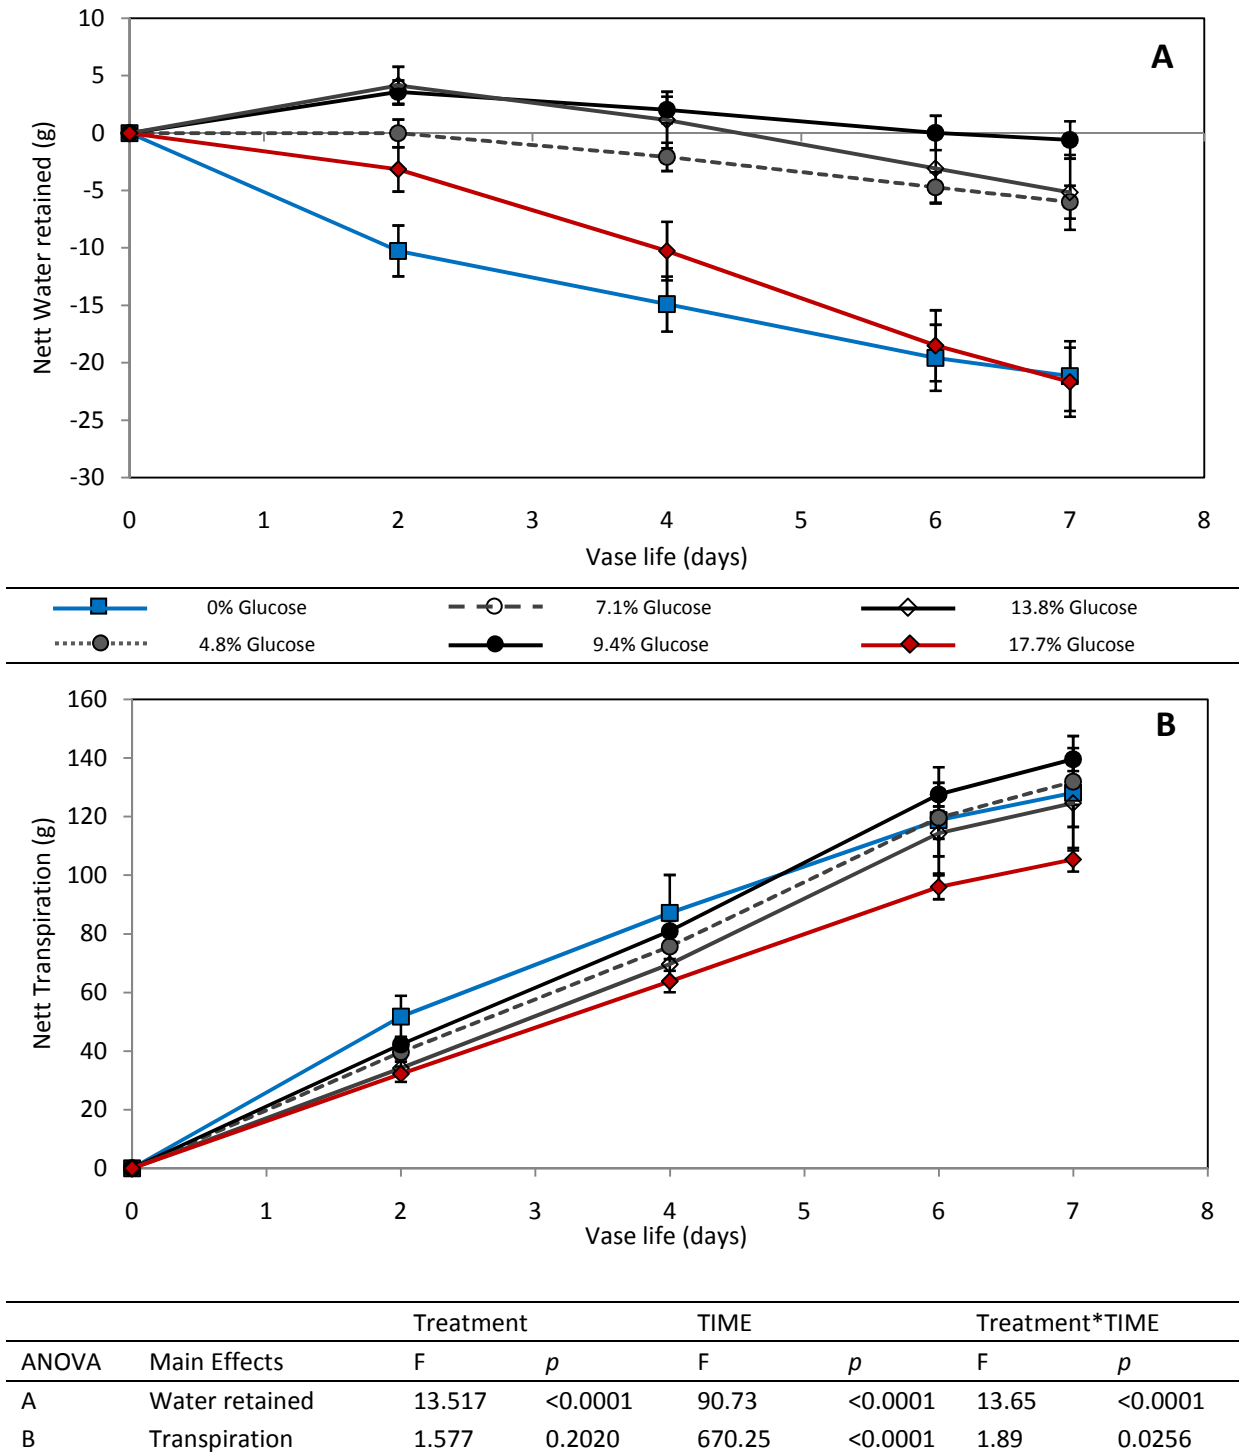 10
5
0
-5
-10
-15
-20
-25
-30
Nett Water retained (g)
A
0 1 2 3 4 5 6 7 8
Vase life (days)
0% Glucose 7.1% Glucose 13.8% Glucose
4.8% Glucose 9.4% Glucose 17.7% Glucose
160
140
120
100
80
60
40
20
0
Nett Transpiration (g)
B
0 1 2 3 4 5 6 7 8
Vase life (days)
Treatment TIME Treatment*TIME
ANOVA Main Effects F p F p F p
A Water retained 13.517 <0.0001 90.73 <0.0001 13.65 <0.0001
B Transpiration 1.577 0.2020 670.25 <0.0001 1.89 0.0256